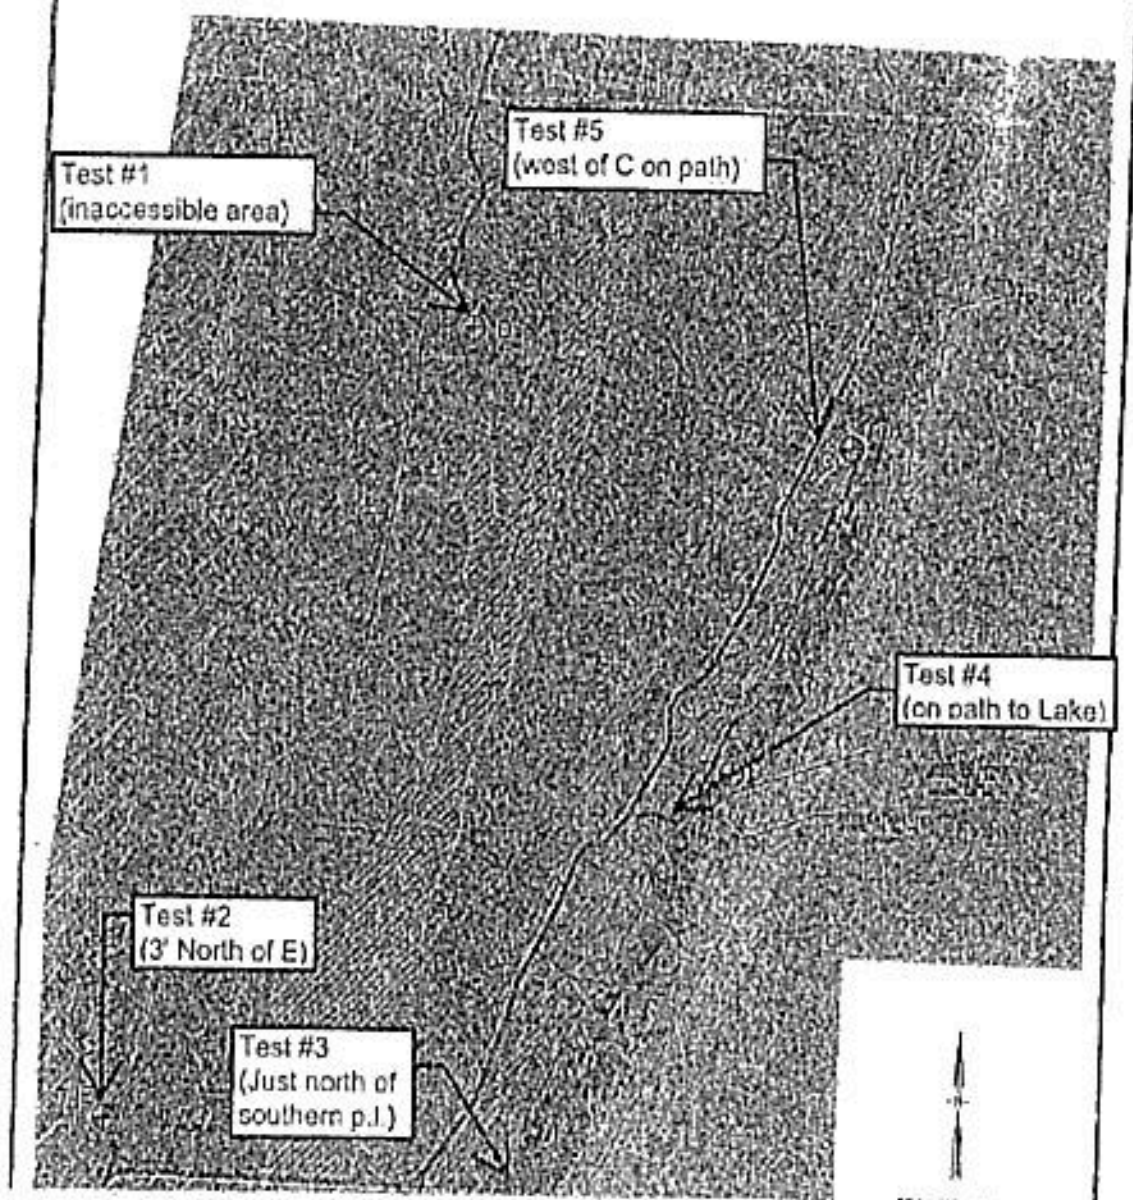 Test #5
(west of C on path)
Test #1
(inaccessible area)
Test #4
(on path to Lake)
Test #2
(3' North of E)
Test #3
(Just north of
southern p.l.)